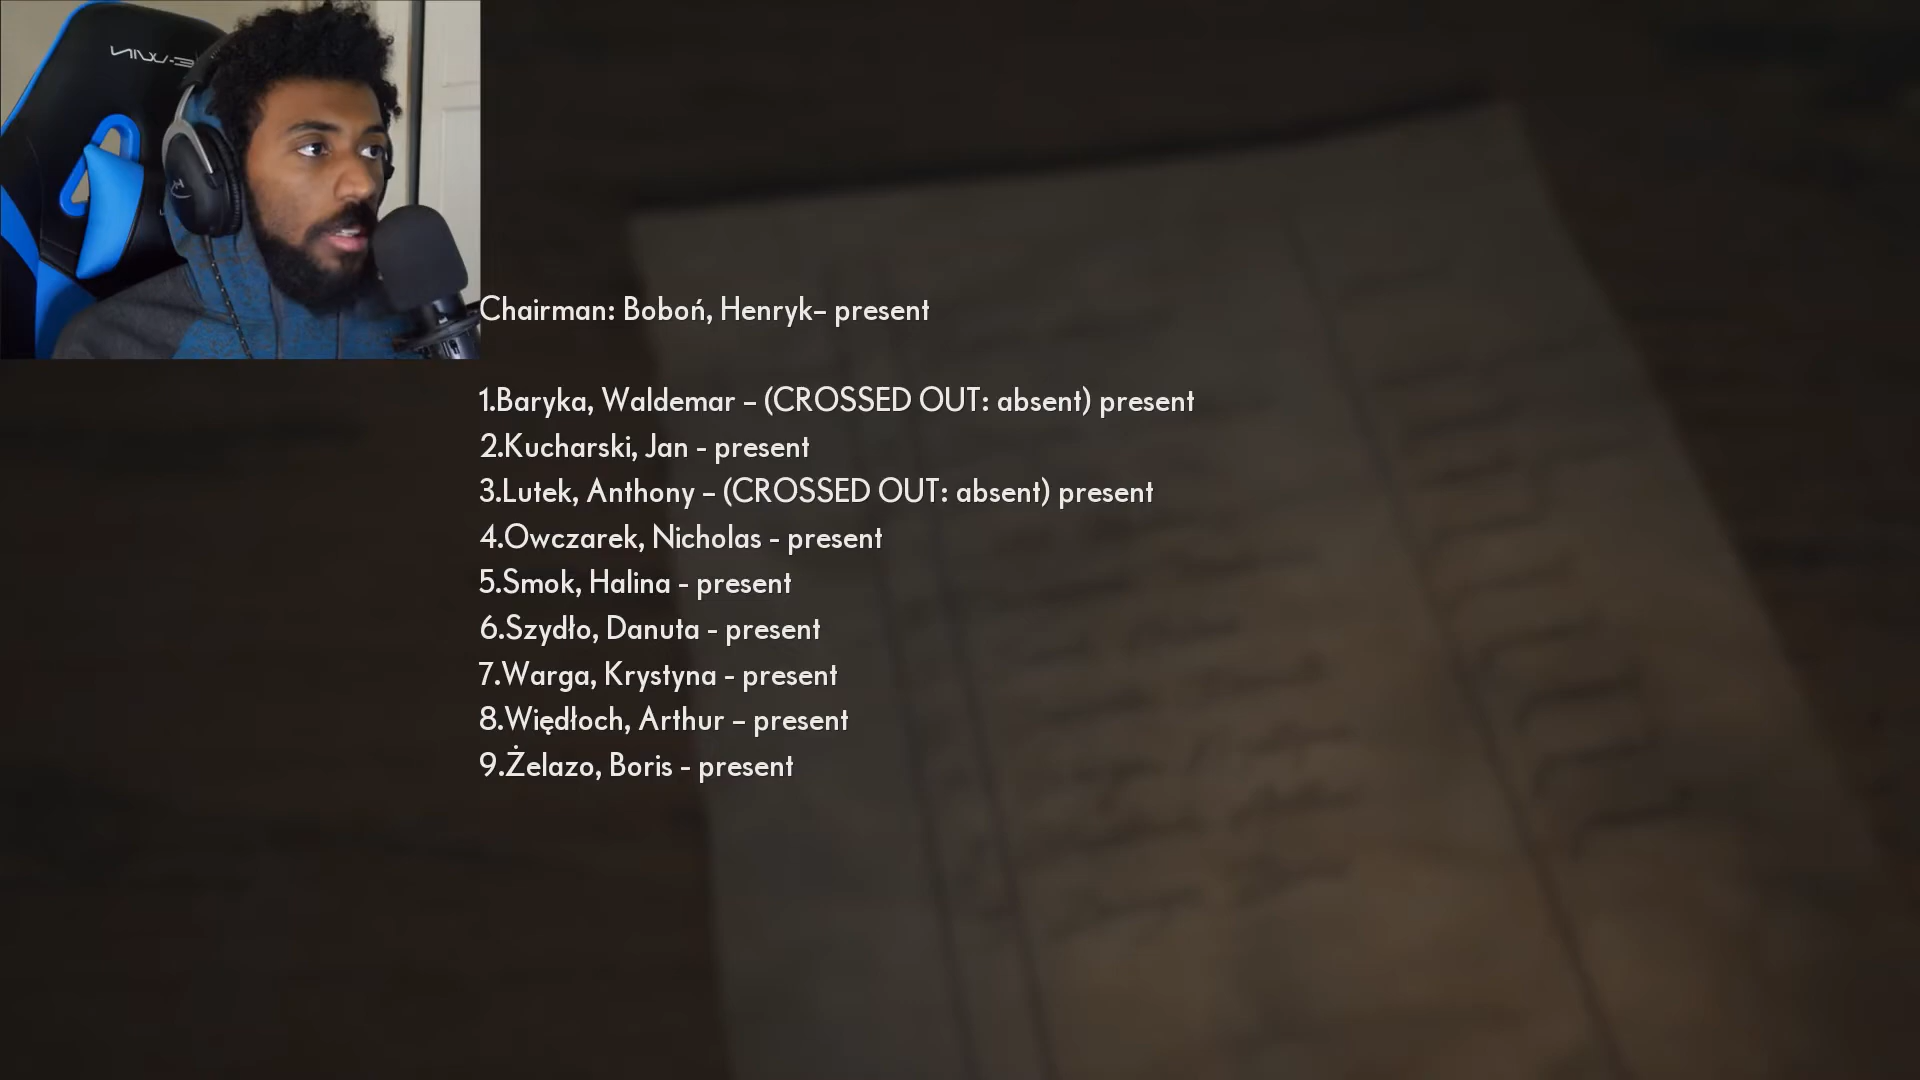 Chairman: Boboń, Henryk– present
1.Baryka, Waldemar – (CROSSED OUT: absent) present
2.Kucharski, Jan - present
3.Lutek, Anthony – (CROSSED OUT: absent) present
4.Owczarek, Nicholas - present
5.Smok, Halina - present
6.Szydło, Danuta - present
7.Warga, Krystyna - present
8.Więdłoch, Arthur – present
9.Żelazo, Boris - present